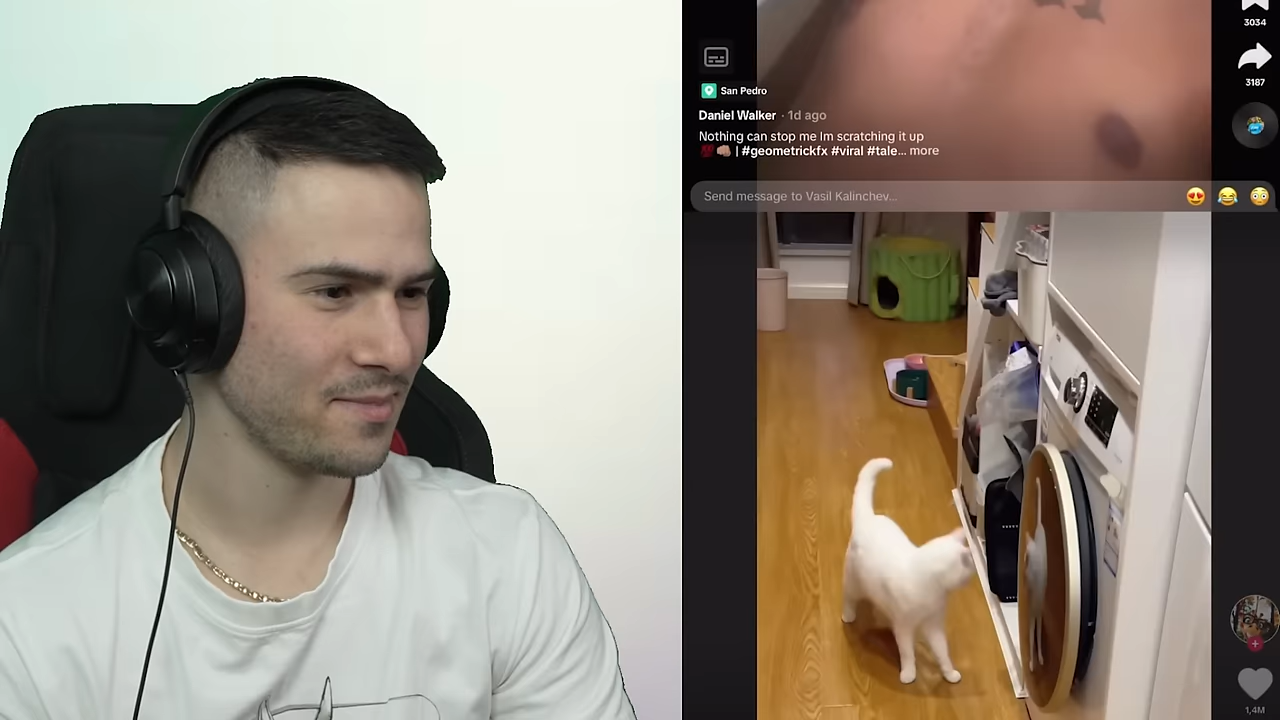 3034
3187
San Pedro
Daniel Walker · 1d ago
Nothing can stop me Im scratching it up
💯👊🏼 | #geometrickfx #viral #tale... more
Send message to Vasil Kalinchev...
1,4M